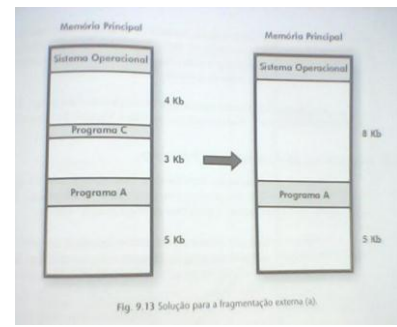 Memória Principal
Sistema Operacional
4 Kb
Programa C
3 Kb
Programa A
5 Kb
Memória Principal
Sistema Operacional
8 Kb
Programa A
5 Kb
Fig. 9.13 Solução para a fragmentação externa (a).